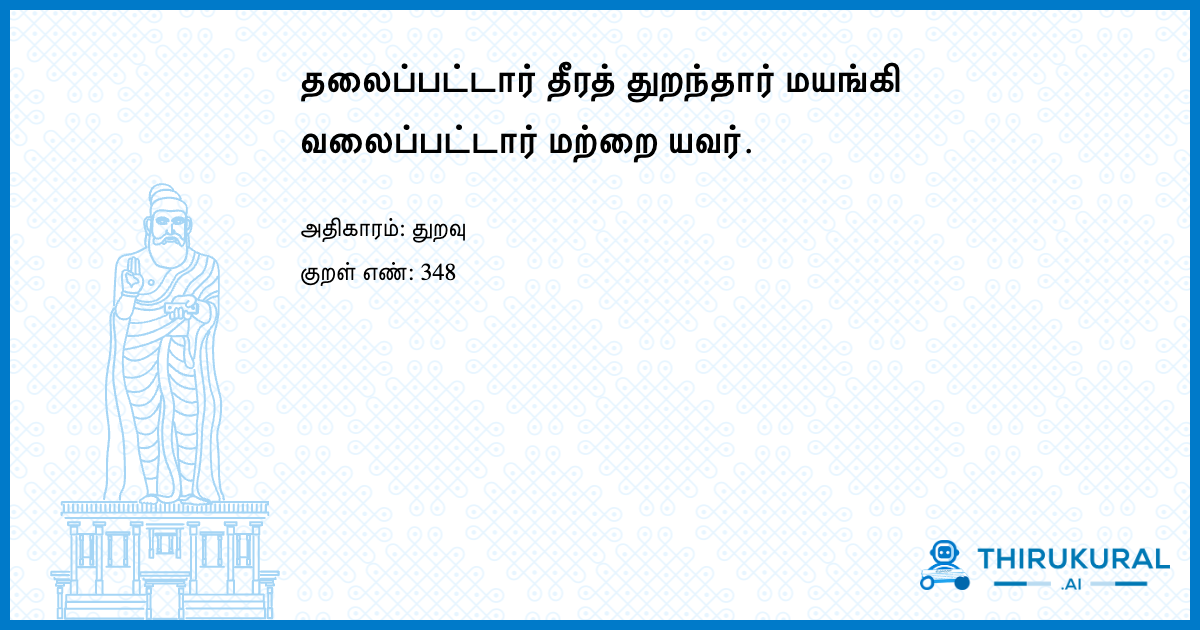 தலைப்பட்டார் தீரத் துறந்தார் மயங்கி
வலைப்பட்டார் மற்றை யவர்.
அதிகாரம்: துறவு
குறள் எண்: 348
THIRUKURAL
.AI